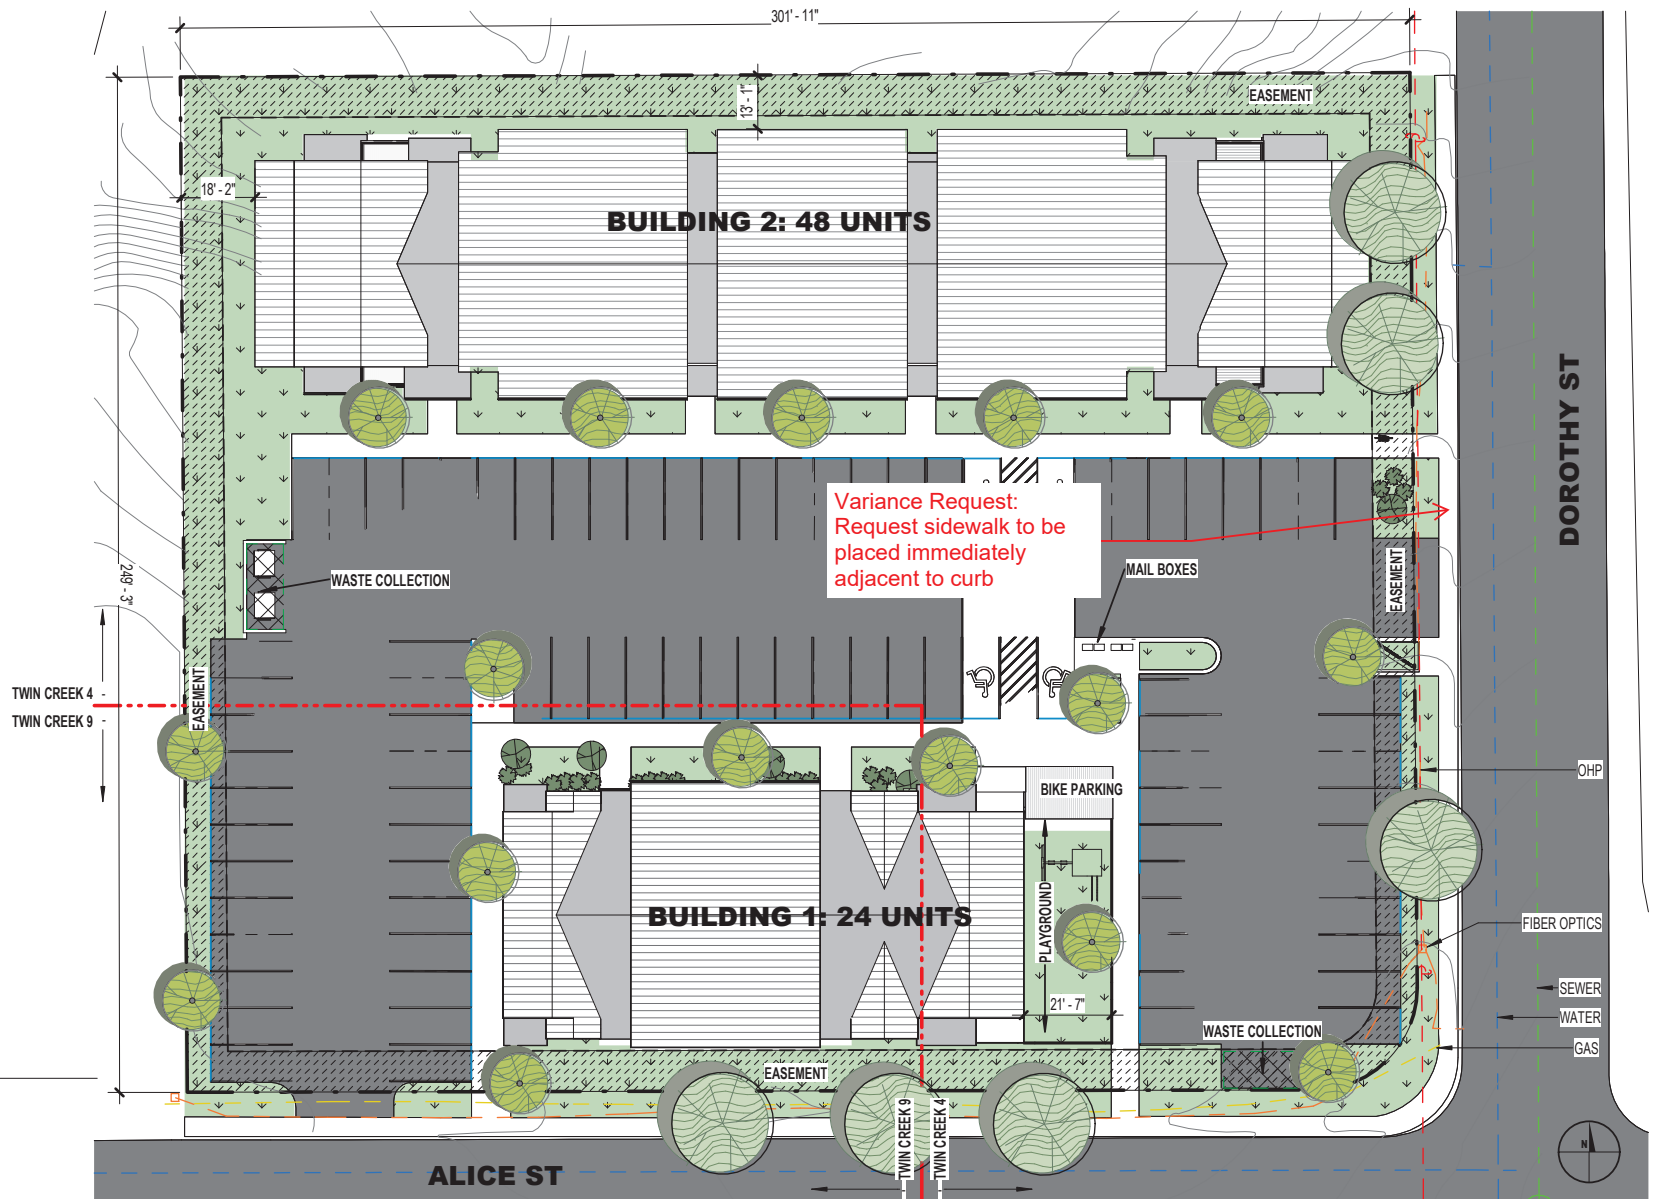 301' - 11"
EASEMENT
13' - 1"
18' - 2"
BUILDING 2: 48 UNITS
DOROTHY ST
Variance Request:
Request sidewalk to be
placed immediately
adjacent to curb
249' - 3"
WASTE COLLECTION
MAIL BOXES
EASEMENT
EASEMENT
TWIN CREEK 4
TWIN CREEK 9
OHP
BIKE PARKING
PLAYGROUND
BUILDING 1: 24 UNITS
FIBER OPTICS
21' - 7"
SEWER
WATER
WASTE COLLECTION
GAS
EASEMENT
TWIN CREEK 9
TWIN CREEK 4
N
ALICE ST